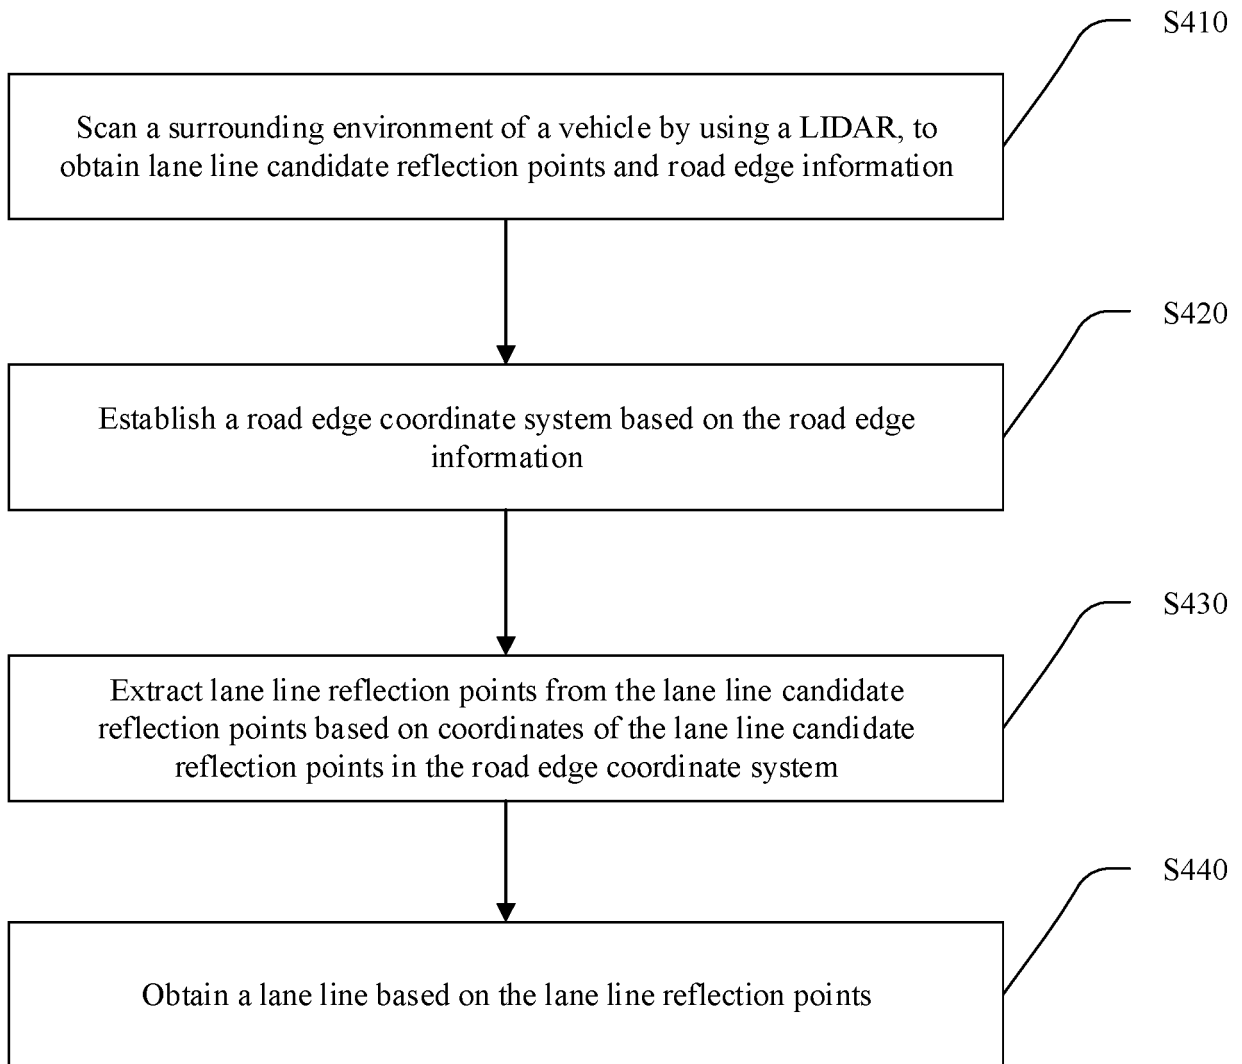 S410
Scan a surrounding environment of a vehicle by using a LIDAR, to
obtain lane line candidate reflection points and road edge information
S420
Establish a road edge coordinate system based on the road edge
information
S430
Extract lane line reflection points from the lane line candidate
reflection points based on coordinates of the lane line candidate
reflection points in the road edge coordinate system
S440
Obtain a lane line based on the lane line reflection points